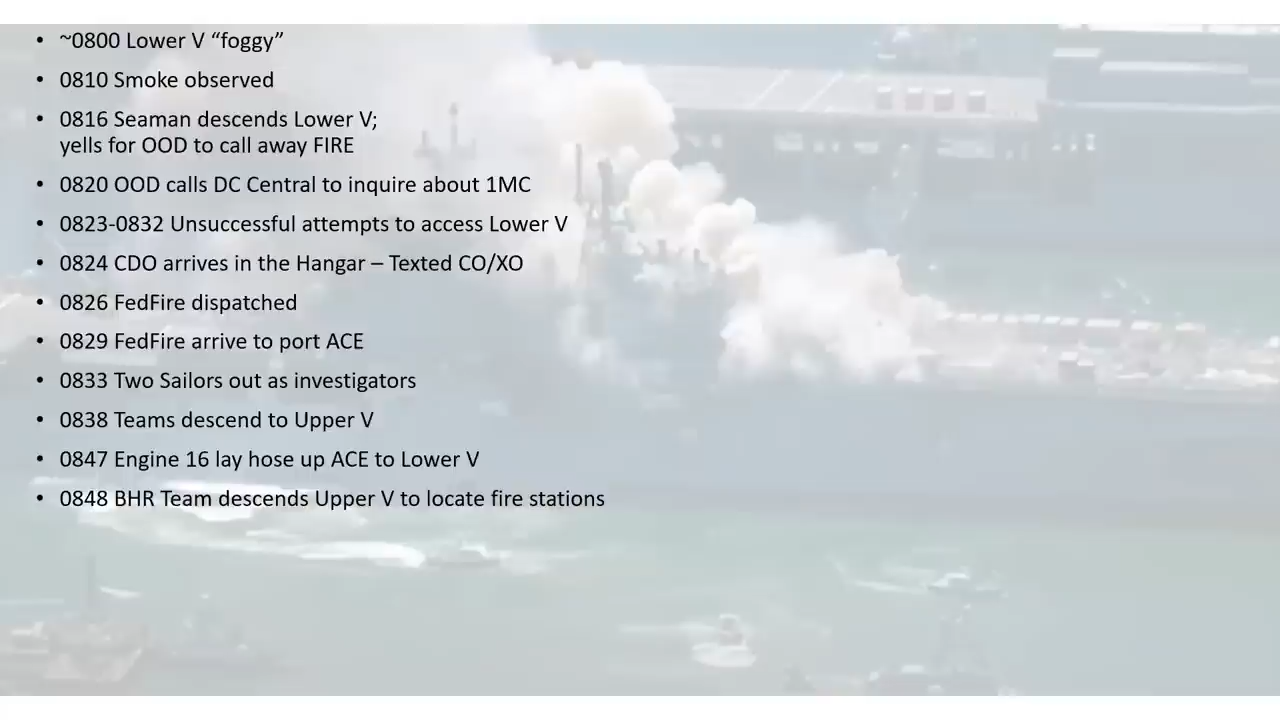 • ~0800 Lower V “foggy”
• 0810 Smoke observed
• 0816 Seaman descends Lower V;
yells for OOD to call away FIRE
• 0820 OOD calls DC Central to inquire about 1MC
• 0823-0832 Unsuccessful attempts to access Lower V
• 0824 CDO arrives in the Hangar – Texted CO/XO
• 0826 FedFire dispatched
• 0829 FedFire arrive to port ACE
• 0833 Two Sailors out as investigators
• 0838 Teams descend to Upper V
• 0847 Engine 16 lay hose up ACE to Lower V
• 0848 BHR Team descends Upper V to locate fire stations